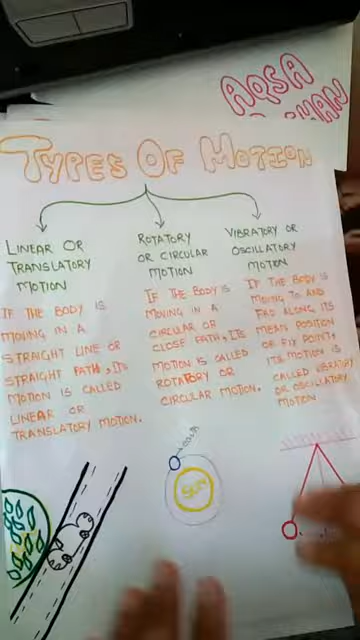 AQSA
TYPES OF MOTION
LINEAR OR
TRANSLATORY
MOTION
IF THE BODY IS
MOVING IN A
STRAIGHT LINE OR
STRAIGHT PATH, ITS
MOTION IS CALLED
LINEAR OR
TRANSLATORY MOTION.
ROTATORY
OR CIRCULAR
MOTION
IF THE BODY IS
MOVING IN A
CIRCULAR OR
CLOSE PATH, ITS
MOTION IS CALLED
ROTATORY OR
CIRCULAR MOTION.
VIBRATORY OR
OSCILLATORY
MOTION
IF THE BODY IS
MOVING TO AND
FAD ALONG ITS
MEAN POSITION
OR FIX POINT,
ITS MOTION IS
CALLED VIBRATORY
OR OSCILLATORY
MOTION
SUN